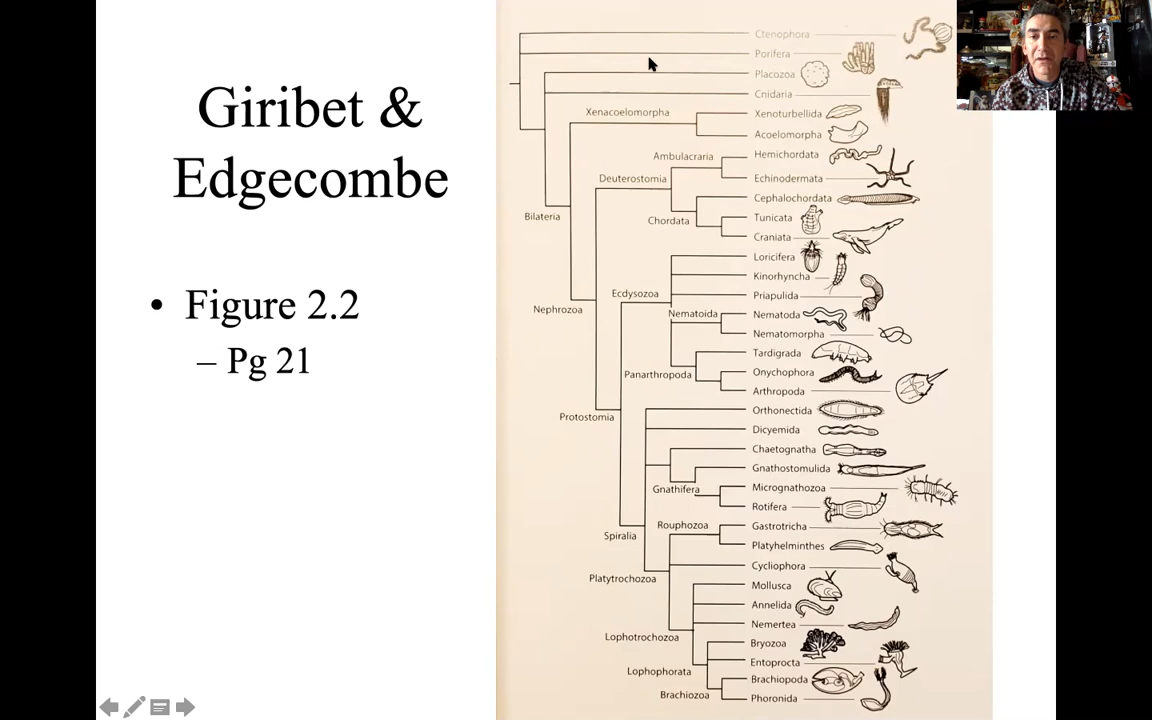 Giribet &
Edgecombe
• Figure 2.2
– Pg 21
Ctenophora
Porifera
Placozoa
Cnidaria
Xenacoelomorpha
Xenoturbellida
Acoelomorpha
Ambulacraria
Hemichordata
Deuterostomia
Echinodermata
Cephalochordata
Bilateria
Chordata
Tunicata
Craniata
Loricifera
Kinorhyncha
Ecdysozoa
Priapulida
Nephrozoa
Nematoida
Nematoda
Nematomorpha
Tardigrada
Panarthropoda
Onychophora
Arthropoda
Protostomia
Orthonectida
Dicyemida
Chaetognatha
Gnathostomulida
Gnathifera
Micrognathozoa
Rotifera
Rouphozoa
Gastrotricha
Spiralia
Platyhelminthes
Cycliophora
Platytrochozoa
Mollusca
Annelida
Nemertea
Lophotrochozoa
Bryozoa
Entoprocta
Lophophorata
Brachiopoda
Brachiozoa
Phoronida